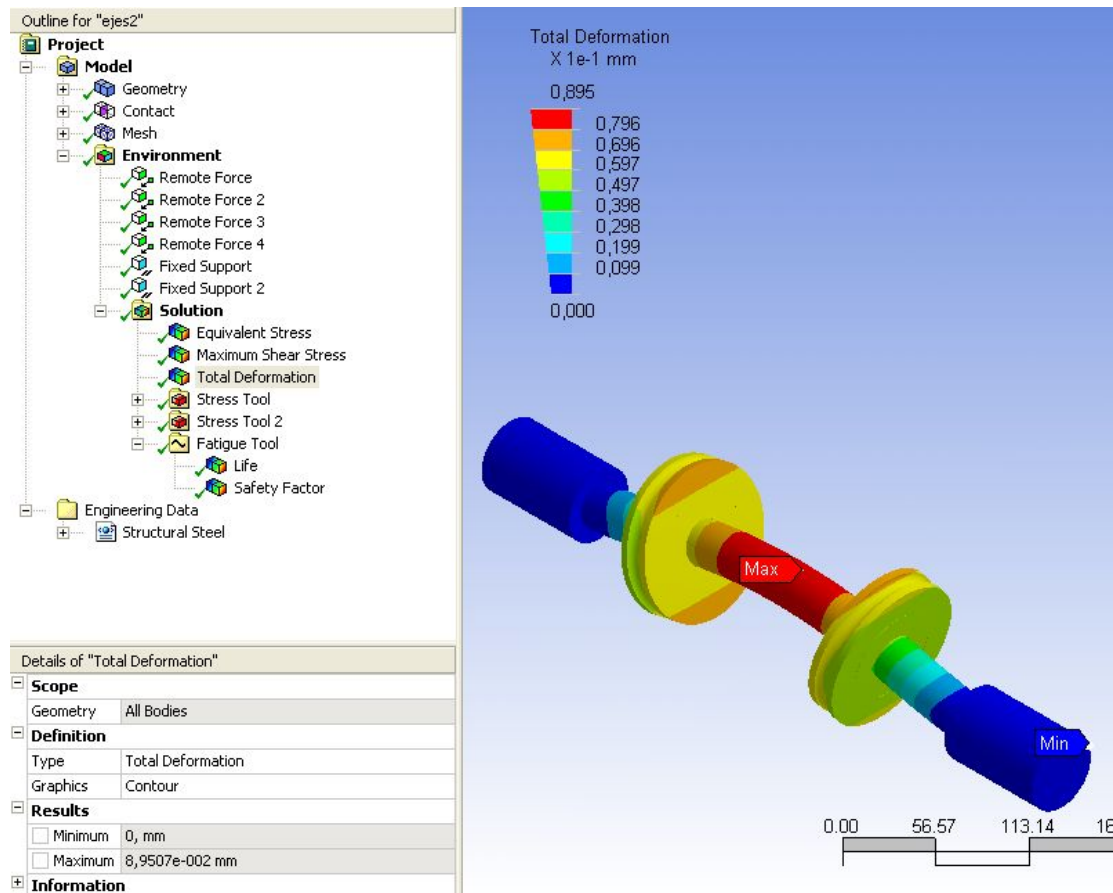 Outline for "ejes2"
Project
Model
Geometry
Contact
Mesh
Environment
Remote Force
Remote Force 2
Remote Force 3
Remote Force 4
Fixed Support
Fixed Support 2
Solution
Equivalent Stress
Maximum Shear Stress
Total Deformation
Stress Tool
Stress Tool 2
Fatigue Tool
Life
Safety Factor
Engineering Data
Structural Steel
Details of "Total Deformation"
Scope
Geometry All Bodies
Definition
Type Total Deformation
Graphics Contour
Results
Minimum 0, mm
Maximum 8,9507e-002 mm
Information
Total Deformation
X 1e-1 mm
0,895
0,796
0,696
0,597
0,497
0,398
0,298
0,199
0,099
0,000
Max
Min
0.00 56.57 113.14 16